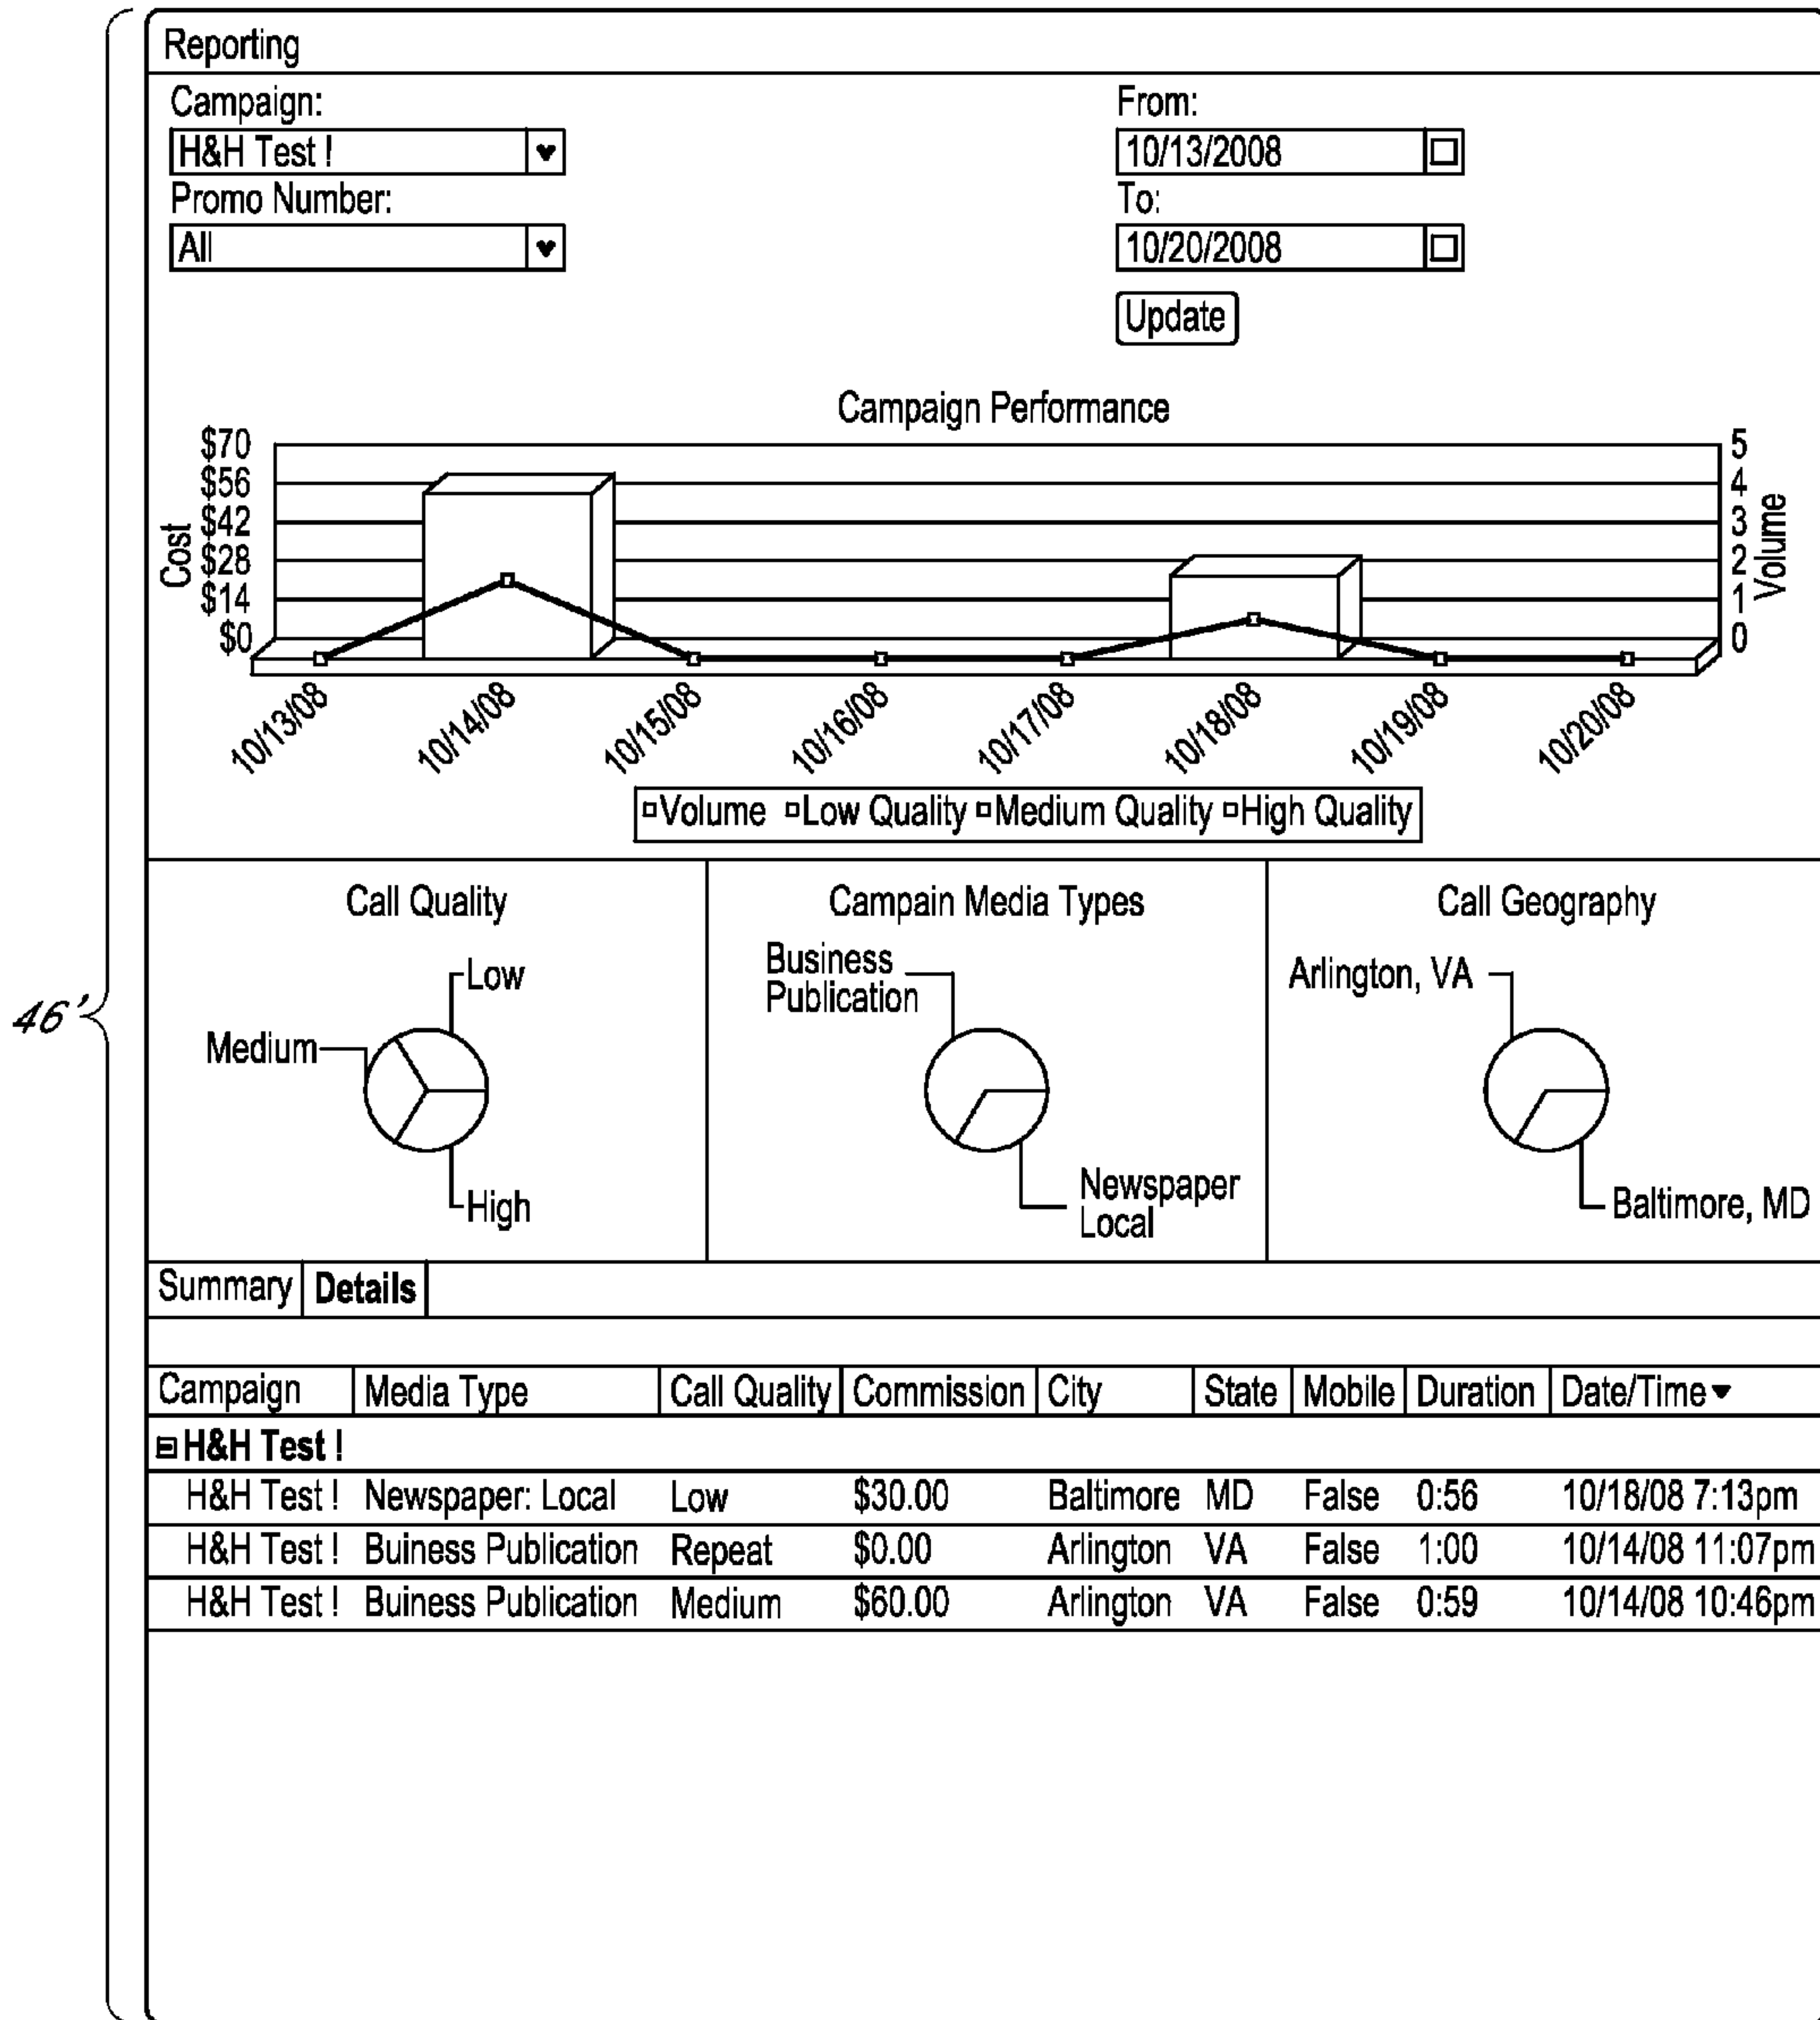 Reporting
Campaign:
H&H Test !
Promo Number:
All
From:
10/13/2008
To:
10/20/2008
Update
Campaign Performance
Cost
$70
$56
$42
$28
$14
$0
5
4
3
2
1
0
Volume
10/13/08
10/14/08
10/15/08
10/16/08
10/17/08
10/18/08
10/19/08
10/20/08
Volume Low Quality Medium Quality High Quality
Call Quality
Low
Medium
High
Campain Media Types
Business
Publication
Newspaper
Local
Call Geography
Arlington, VA
Baltimore, MD
46'
Summary Details
Campaign Media Type Call Quality Commission City State Mobile Duration Date/Time
H&H Test !
H&H Test ! Newspaper: Local Low $30.00 Baltimore MD False 0:56 10/18/08 7:13pm
H&H Test ! Buiness Publication Repeat $0.00 Arlington VA False 1:00 10/14/08 11:07pm
H&H Test ! Buiness Publication Medium $60.00 Arlington VA False 0:59 10/14/08 10:46pm